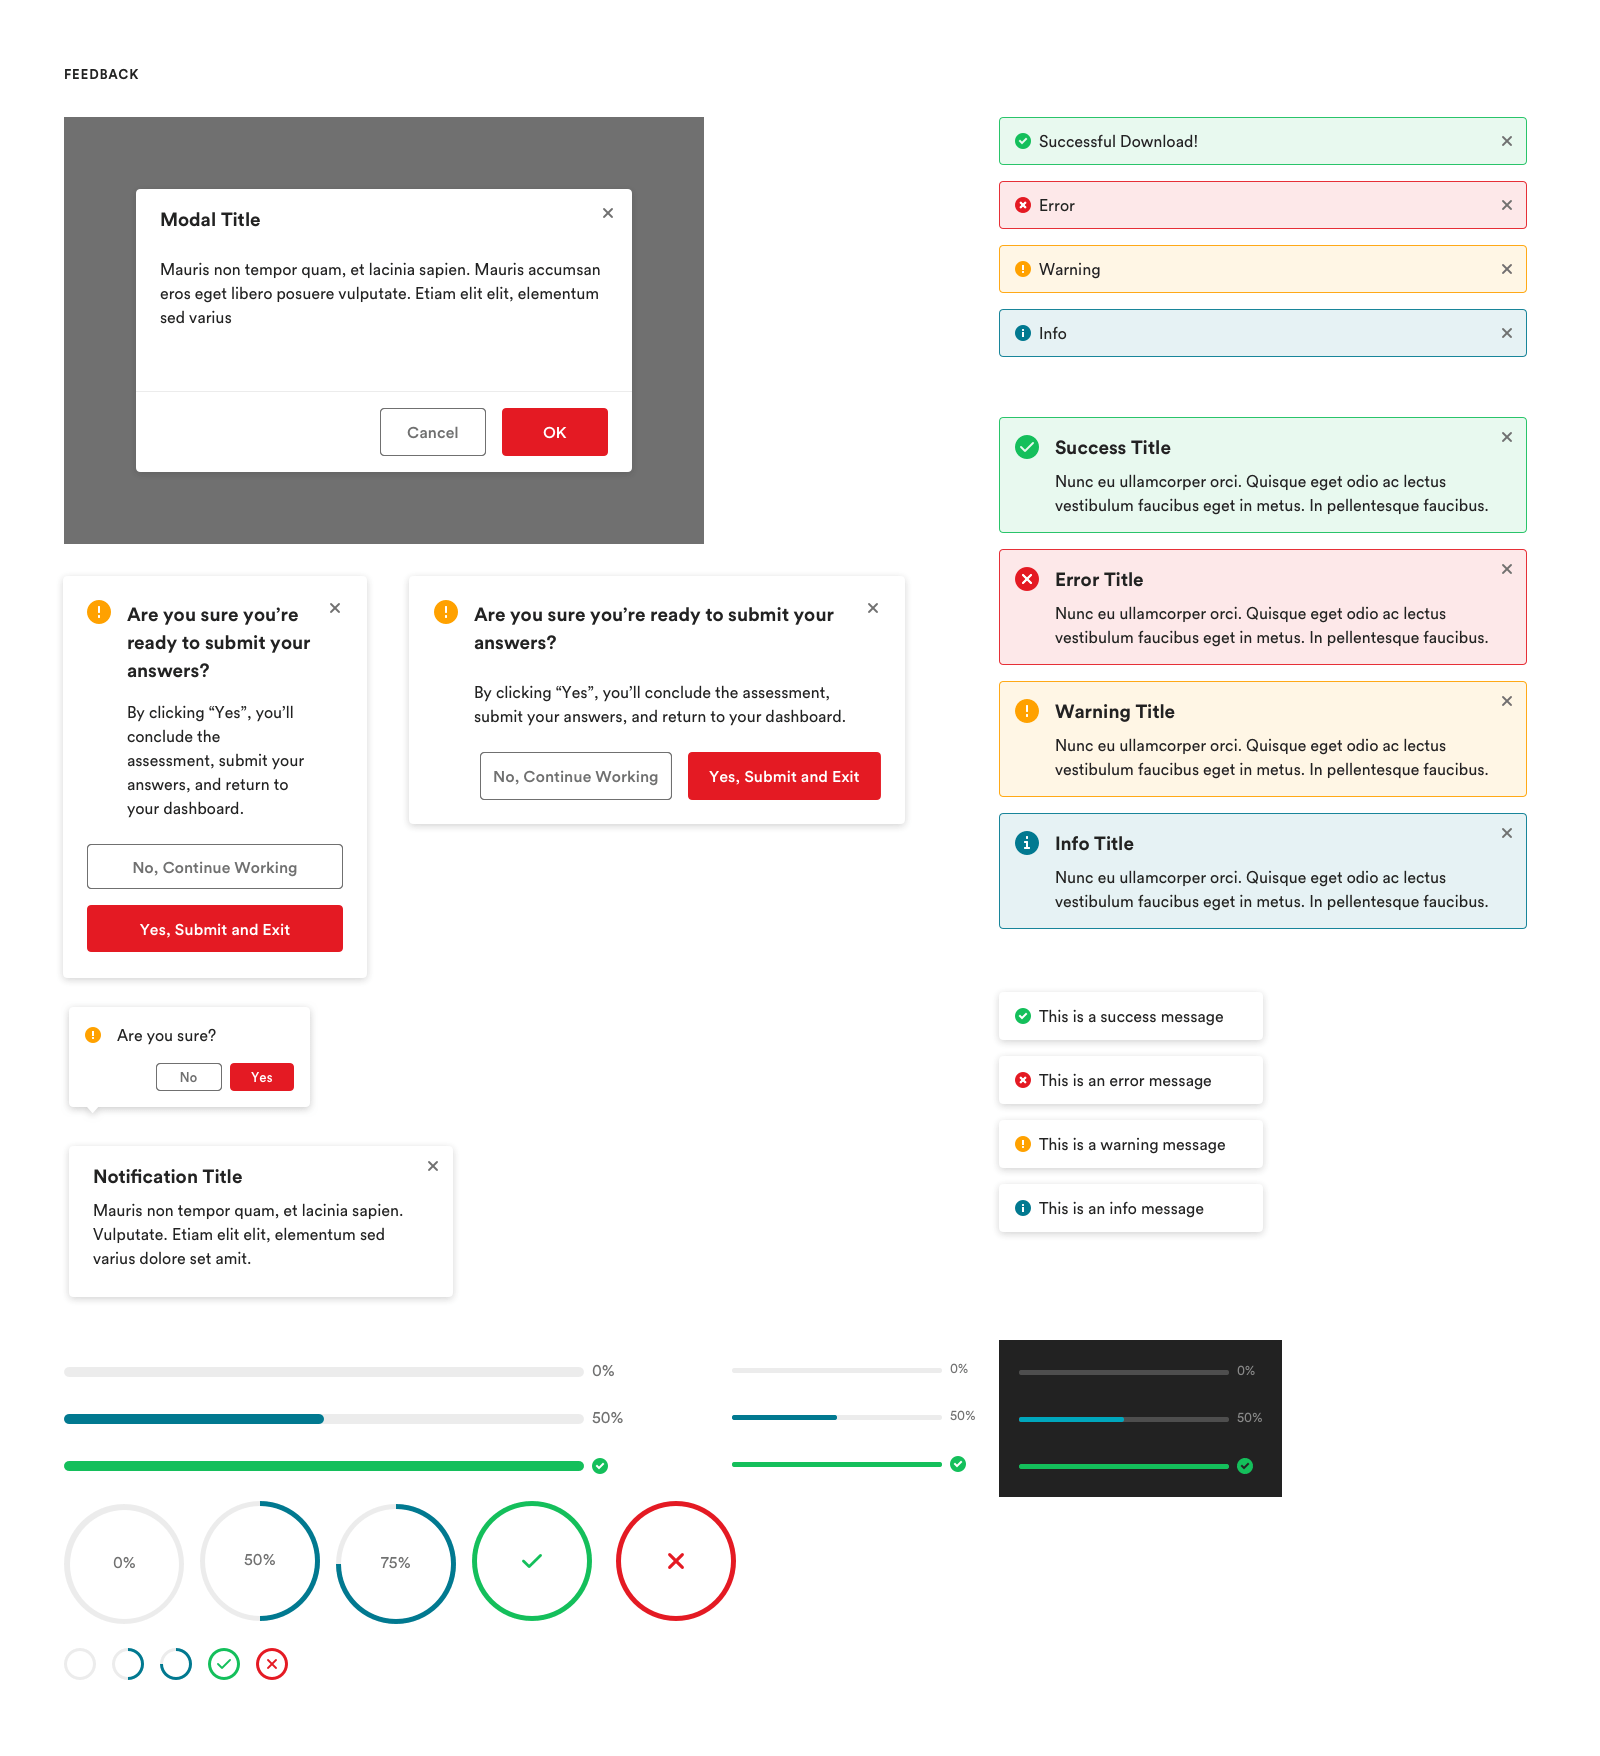 FEEDBACK
Modal Title
Mauris non tempor quam, et lacinia sapien. Mauris accumsan
eros eget libero posuere vulputate. Etiam elit elit, elementum
sed varius
Cancel
OK
Are you sure you’re
ready to submit your
answers?
By clicking “Yes”, you’ll
conclude the
assessment, submit your
answers, and return to
your dashboard.
No, Continue Working
Yes, Submit and Exit
Are you sure you’re ready to submit your
answers?
By clicking “Yes”, you’ll conclude the assessment,
submit your answers, and return to your dashboard.
No, Continue Working
Yes, Submit and Exit
Are you sure?
No
Yes
Notification Title
Mauris non tempor quam, et lacinia sapien.
Vulputate. Etiam elit elit, elementum sed
varius dolore set amit.
Successful Download!
Error
Warning
Info
Success Title
Nunc eu ullamcorper orci. Quisque eget odio ac lectus
vestibulum faucibus eget in metus. In pellentesque faucibus.
Error Title
Nunc eu ullamcorper orci. Quisque eget odio ac lectus
vestibulum faucibus eget in metus. In pellentesque faucibus.
Warning Title
Nunc eu ullamcorper orci. Quisque eget odio ac lectus
vestibulum faucibus eget in metus. In pellentesque faucibus.
Info Title
Nunc eu ullamcorper orci. Quisque eget odio ac lectus
vestibulum faucibus eget in metus. In pellentesque faucibus.
This is a success message
This is an error message
This is a warning message
This is an info message
0%
50%
0%
50%
0%
50%
0%
50%
75%